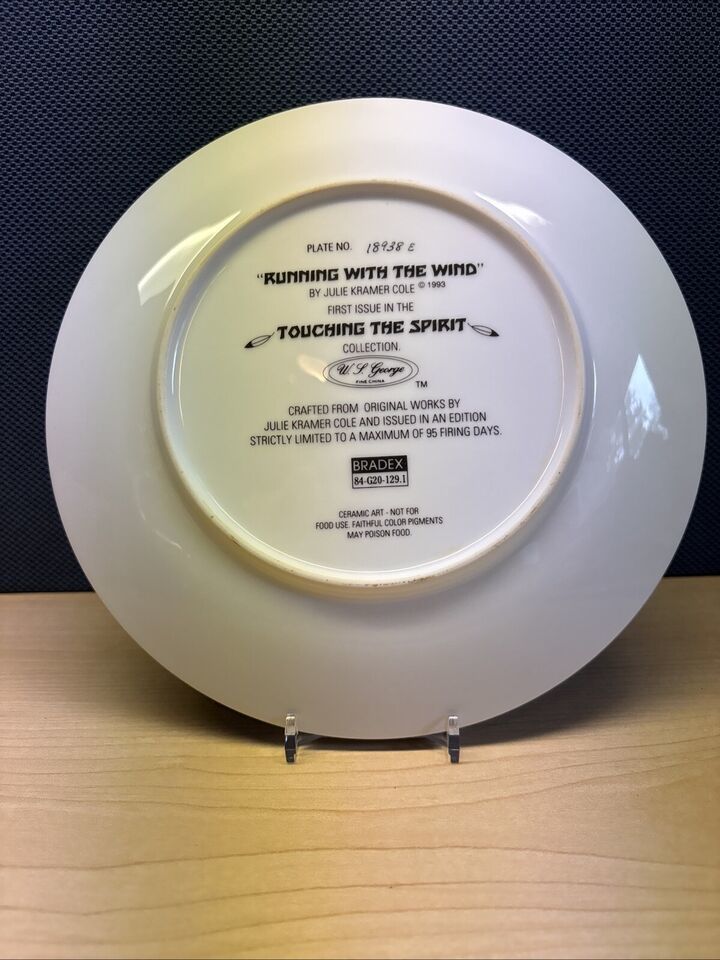 PLATE NO. 18938 E
"RUNNING WITH THE WIND"
BY JULIE KRAMER COLE © 1993
FIRST ISSUE IN THE
TOUCHING THE SPIRIT
COLLECTION.
W. S. George
FINE CHINA
TM
CRAFTED FROM ORIGINAL WORKS BY
JULIE KRAMER COLE AND ISSUED IN AN EDITION
STRICTLY LIMITED TO A MAXIMUM OF 95 FIRING DAYS.
BRADEX
84-G20-129.1
CERAMIC ART - NOT FOR
FOOD USE. FAITHFUL COLOR PIGMENTS
MAY POISON FOOD.